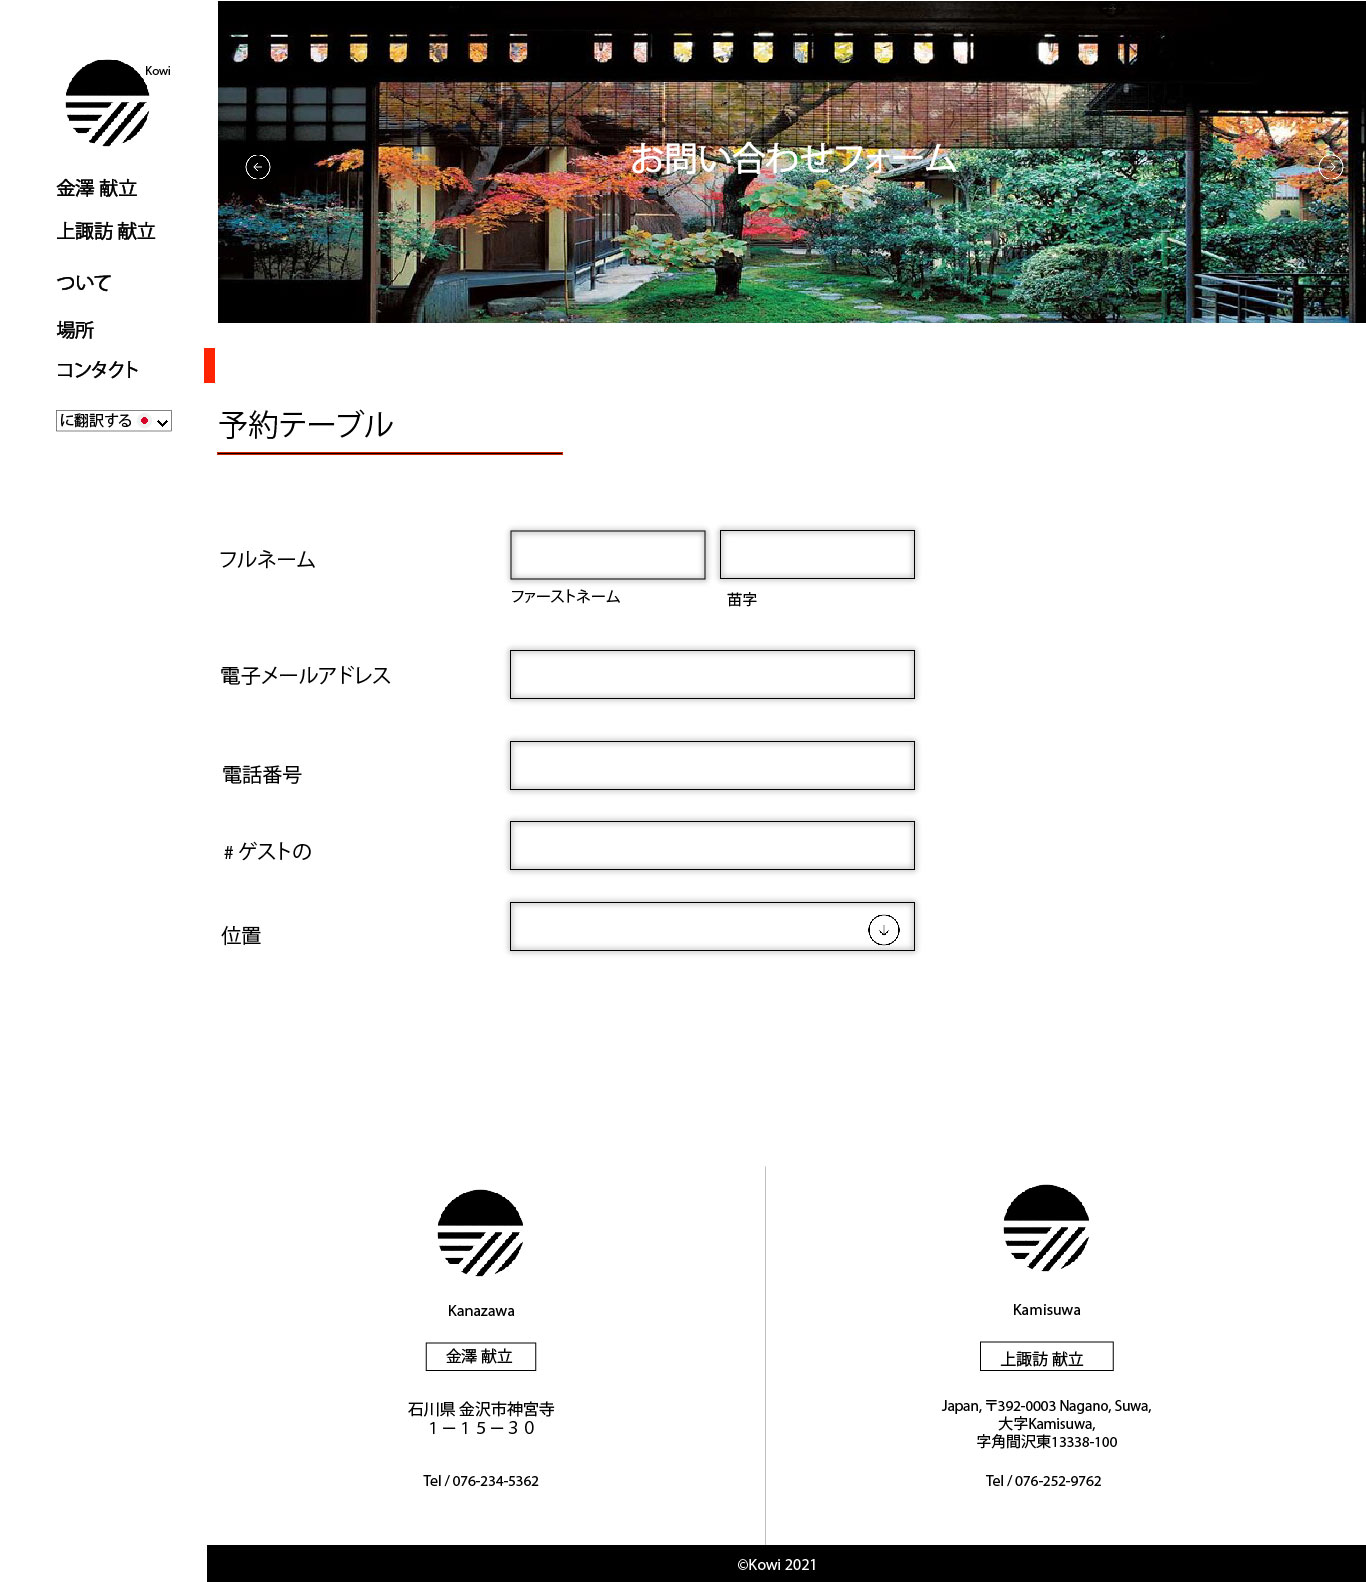 Kowi
金澤 献立
上諏訪 献立
ついて
場所
コンタクト
に翻訳する
お問い合わせフォーム
予約テーブル
フルネーム
ファーストネーム
苗字
電子メールアドレス
電話番号
# ゲストの
位置
Kanazawa
金澤 献立
石川県 金沢市神宮寺
１－１５－３０
Tel / 076-234-5362
Kamisuwa
上諏訪 献立
Japan, 〒392-0003 Nagano, Suwa,
大字Kamisuwa,
字角間沢東13338-100
Tel / 076-252-9762
©Kowi 2021